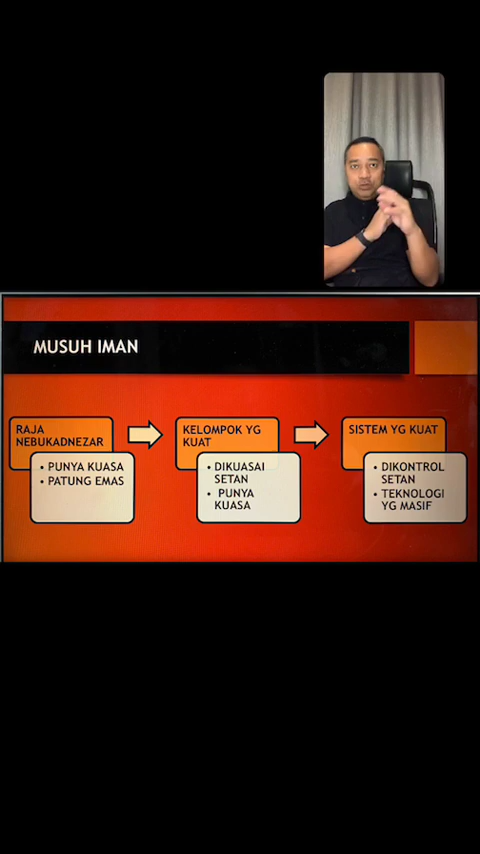 MUSUH IMAN
RAJA
NEBUKADNEZAR
• PUNYA KUASA
• PATUNG EMAS
KELOMPOK YG
KUAT
• DIKUASAI
SETAN
• PUNYA
KUASA
SISTEM YG KUAT
• DIKONTROL
SETAN
• TEKNOLOGI
YG MASIF